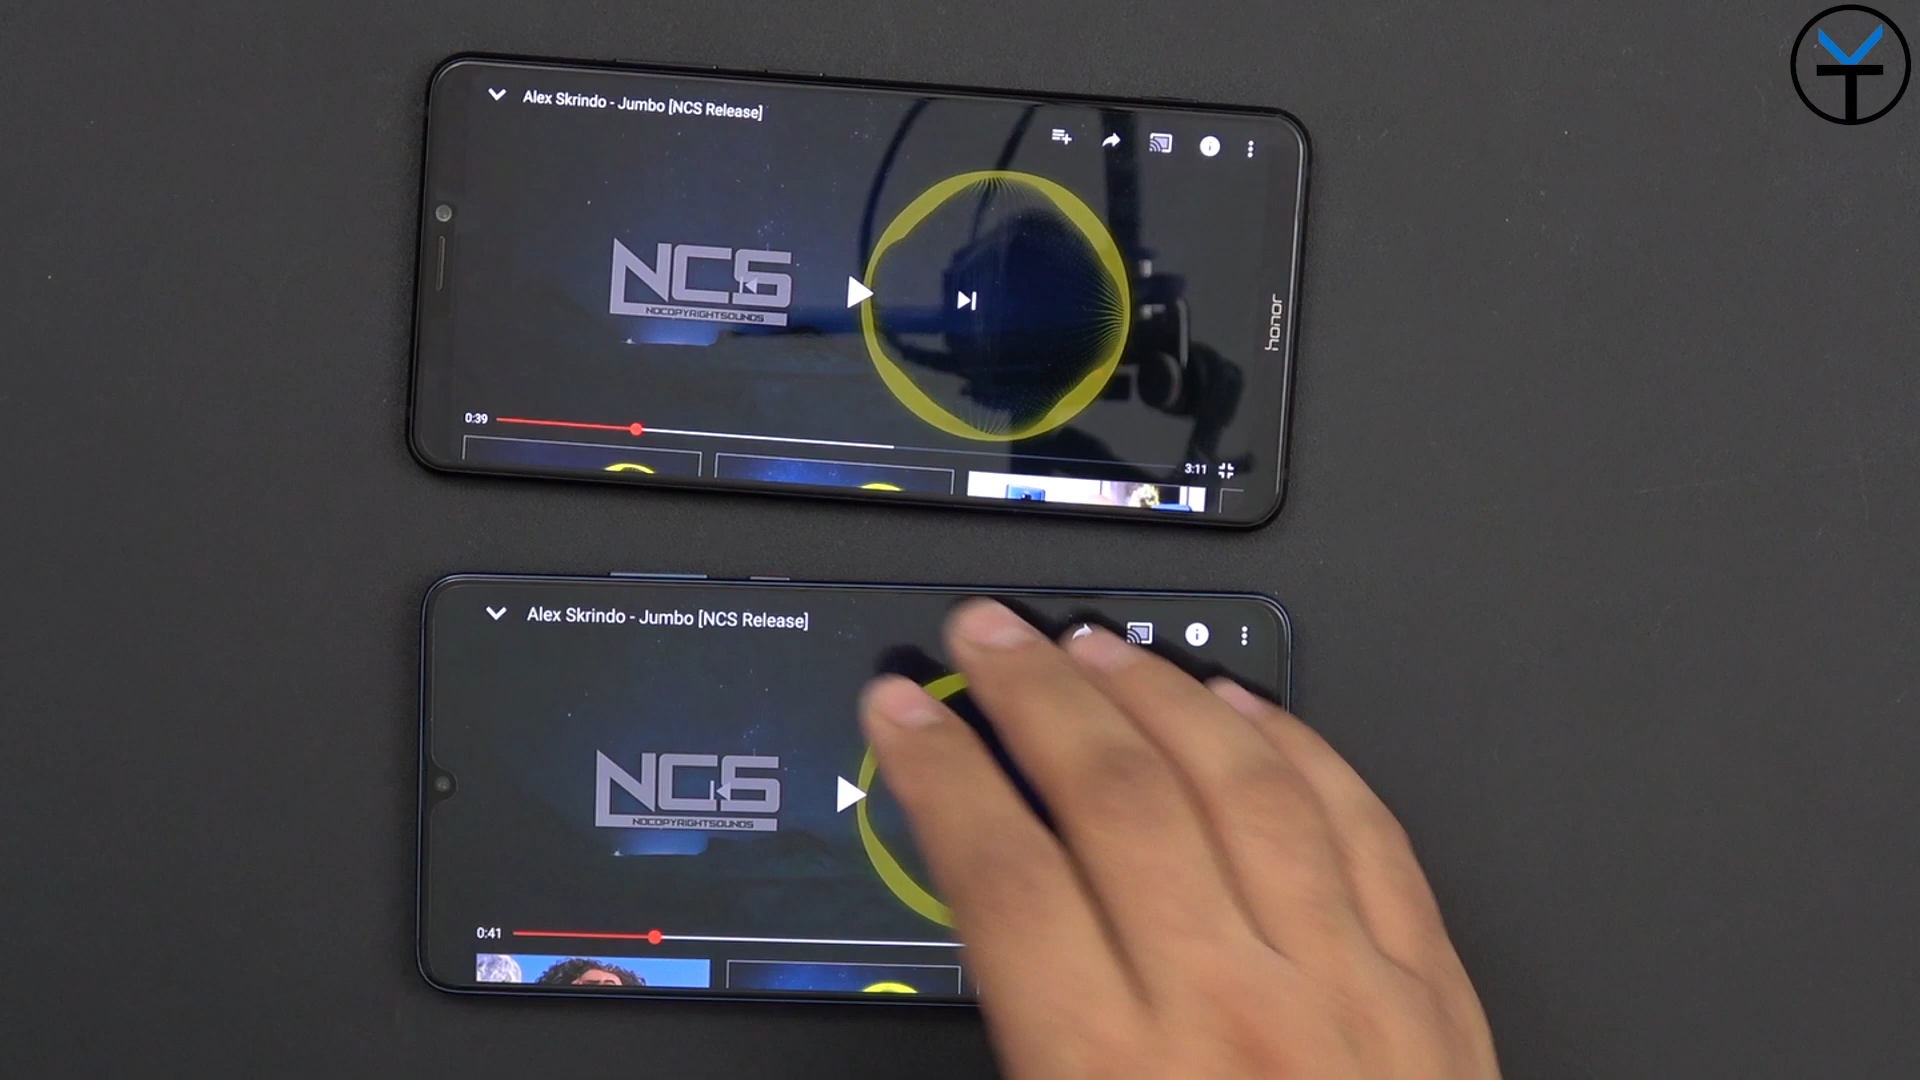 Alex Skrindo - Jumbo [NCS Release]
NCS
NOCOPYRIGHTSOUNDS
honor
0:39
3:11
Alex Skrindo - Jumbo [NCS Release]
NCS
NOCOPYRIGHTSOUNDS
0:41